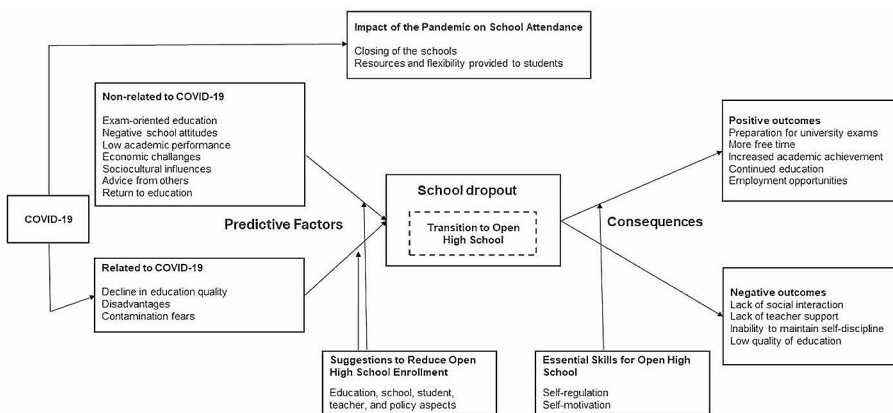 Impact of the Pandemic on School Attendance
Closing of the schools
Resources and flexibility provided to students
Non-related to COVID-19
Exam-oriented education
Negative school attitudes
Low academic performance
Economic challanges
Sociocultural influences
Advice from others
Return to education
COVID-19
Related to COVID-19
Decline in education quality
Disadvantages
Contamination fears
Predictive Factors
School dropout
Transition to Open
High School
Suggestions to Reduce Open
High School Enrollment
Education, school, student,
teacher, and policy aspects
Essential Skills for Open High
School
Self-regulation
Self-motivation
Consequences
Positive outcomes
Preparation for university exams
More free time
Increased academic achievement
Continued education
Employment opportunities
Negative outcomes
Lack of social interaction
Lack of teacher support
Inability to maintain self-discipline
Low quality of education